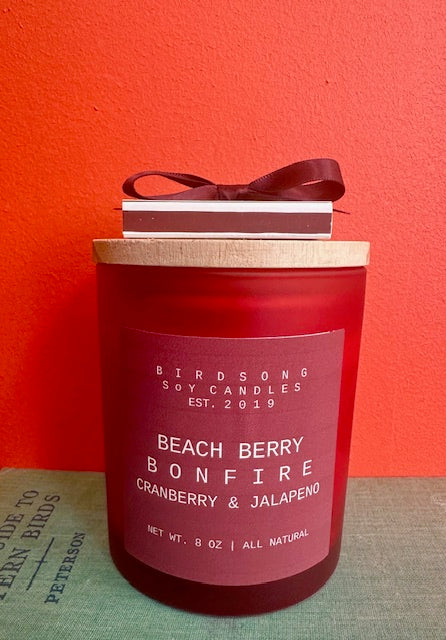 BIRDSONG
SOY CANDLES
EST. 2019
BEACH BERRY
BONFIRE
CRANBERRY & JALAPENO
NET WT. 8 OZ | ALL NATURAL
TO
BIRDS
PETERSON